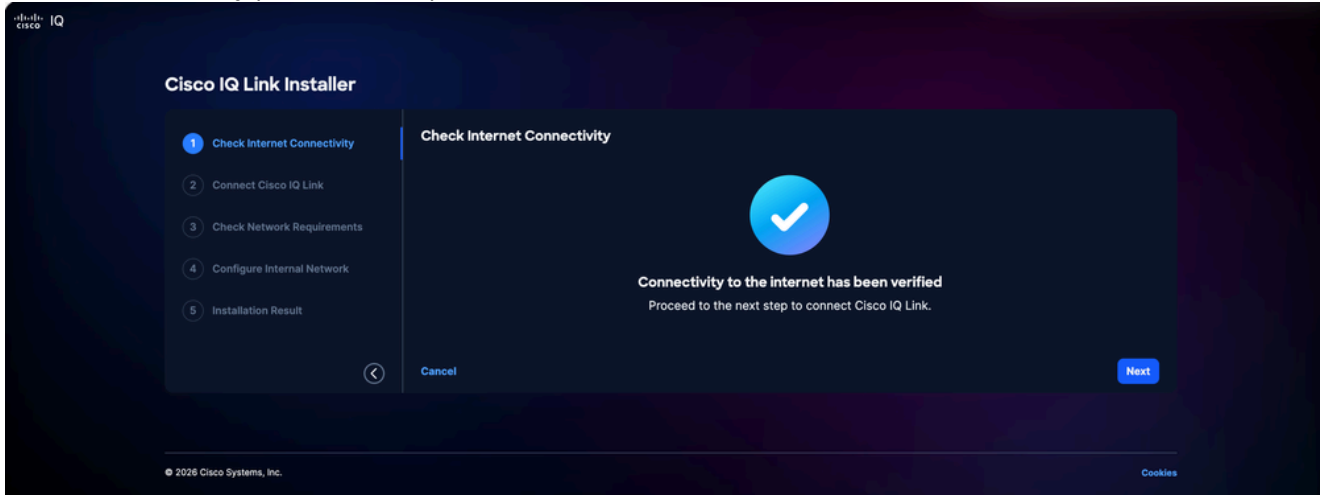 cisco IQ
Cisco IQ Link Installer
1 Check Internet Connectivity
2 Connect Cisco IQ Link
3 Check Network Requirements
4 Configure Internal Network
5 Installation Result
Check Internet Connectivity
Connectivity to the internet has been verified
Proceed to the next step to connect Cisco IQ Link.
Cancel
Next
© 2026 Cisco Systems, Inc.
Cookies